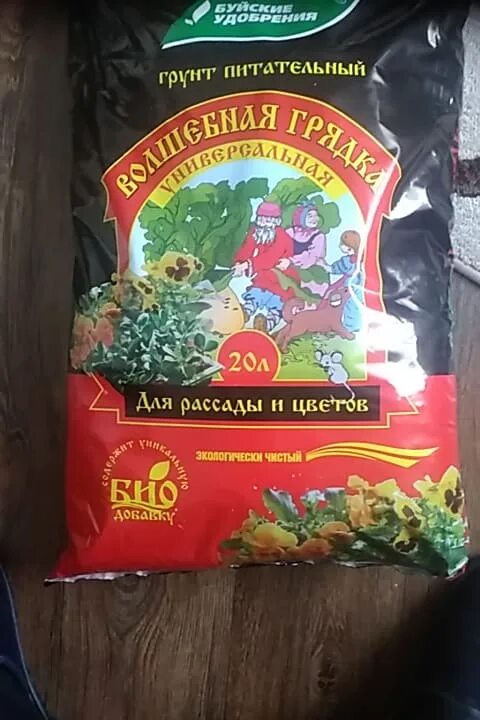 БУЙСКИЕ
УДОБРЕНИЯ
ГРУНТ ПИТАТЕЛЬНЫЙ
ВОЛШЕБНАЯ ГРЯДКА
УНИВЕРСАЛЬНАЯ
20л
Для рассады и цветов
ЭКОЛОГИЧЕСКИ ЧИСТЫЙ
СОДЕРЖИТ УНИКАЛЬНУЮ
БИО
ДОБАВКУ